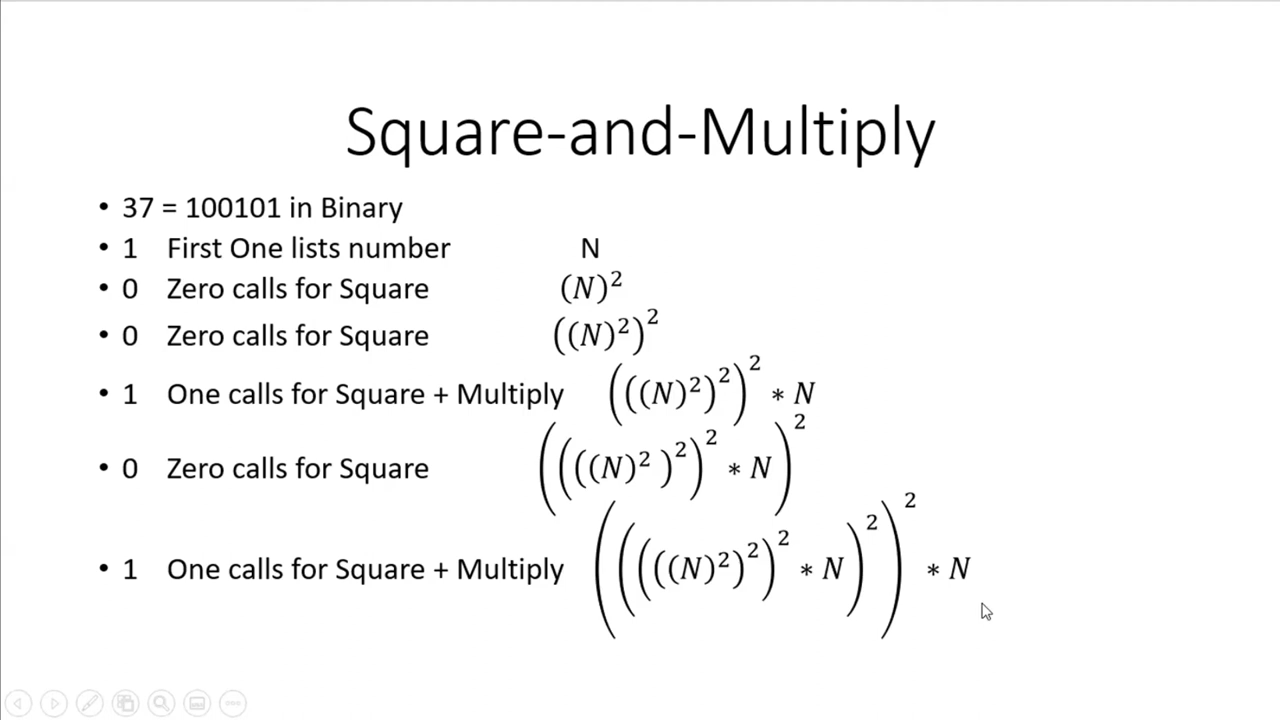 Square-and-Multiply
• 37 = 100101 in Binary
• 1 First One lists number N
• 0 Zero calls for Square (N)²
• 0 Zero calls for Square ((N)²)²
• 1 One calls for Square + Multiply (((N)²)²)² * N
• 0 Zero calls for Square ((((N)²)²)² * N)²
• 1 One calls for Square + Multiply (((((N)²)²)² * N)²)² * N